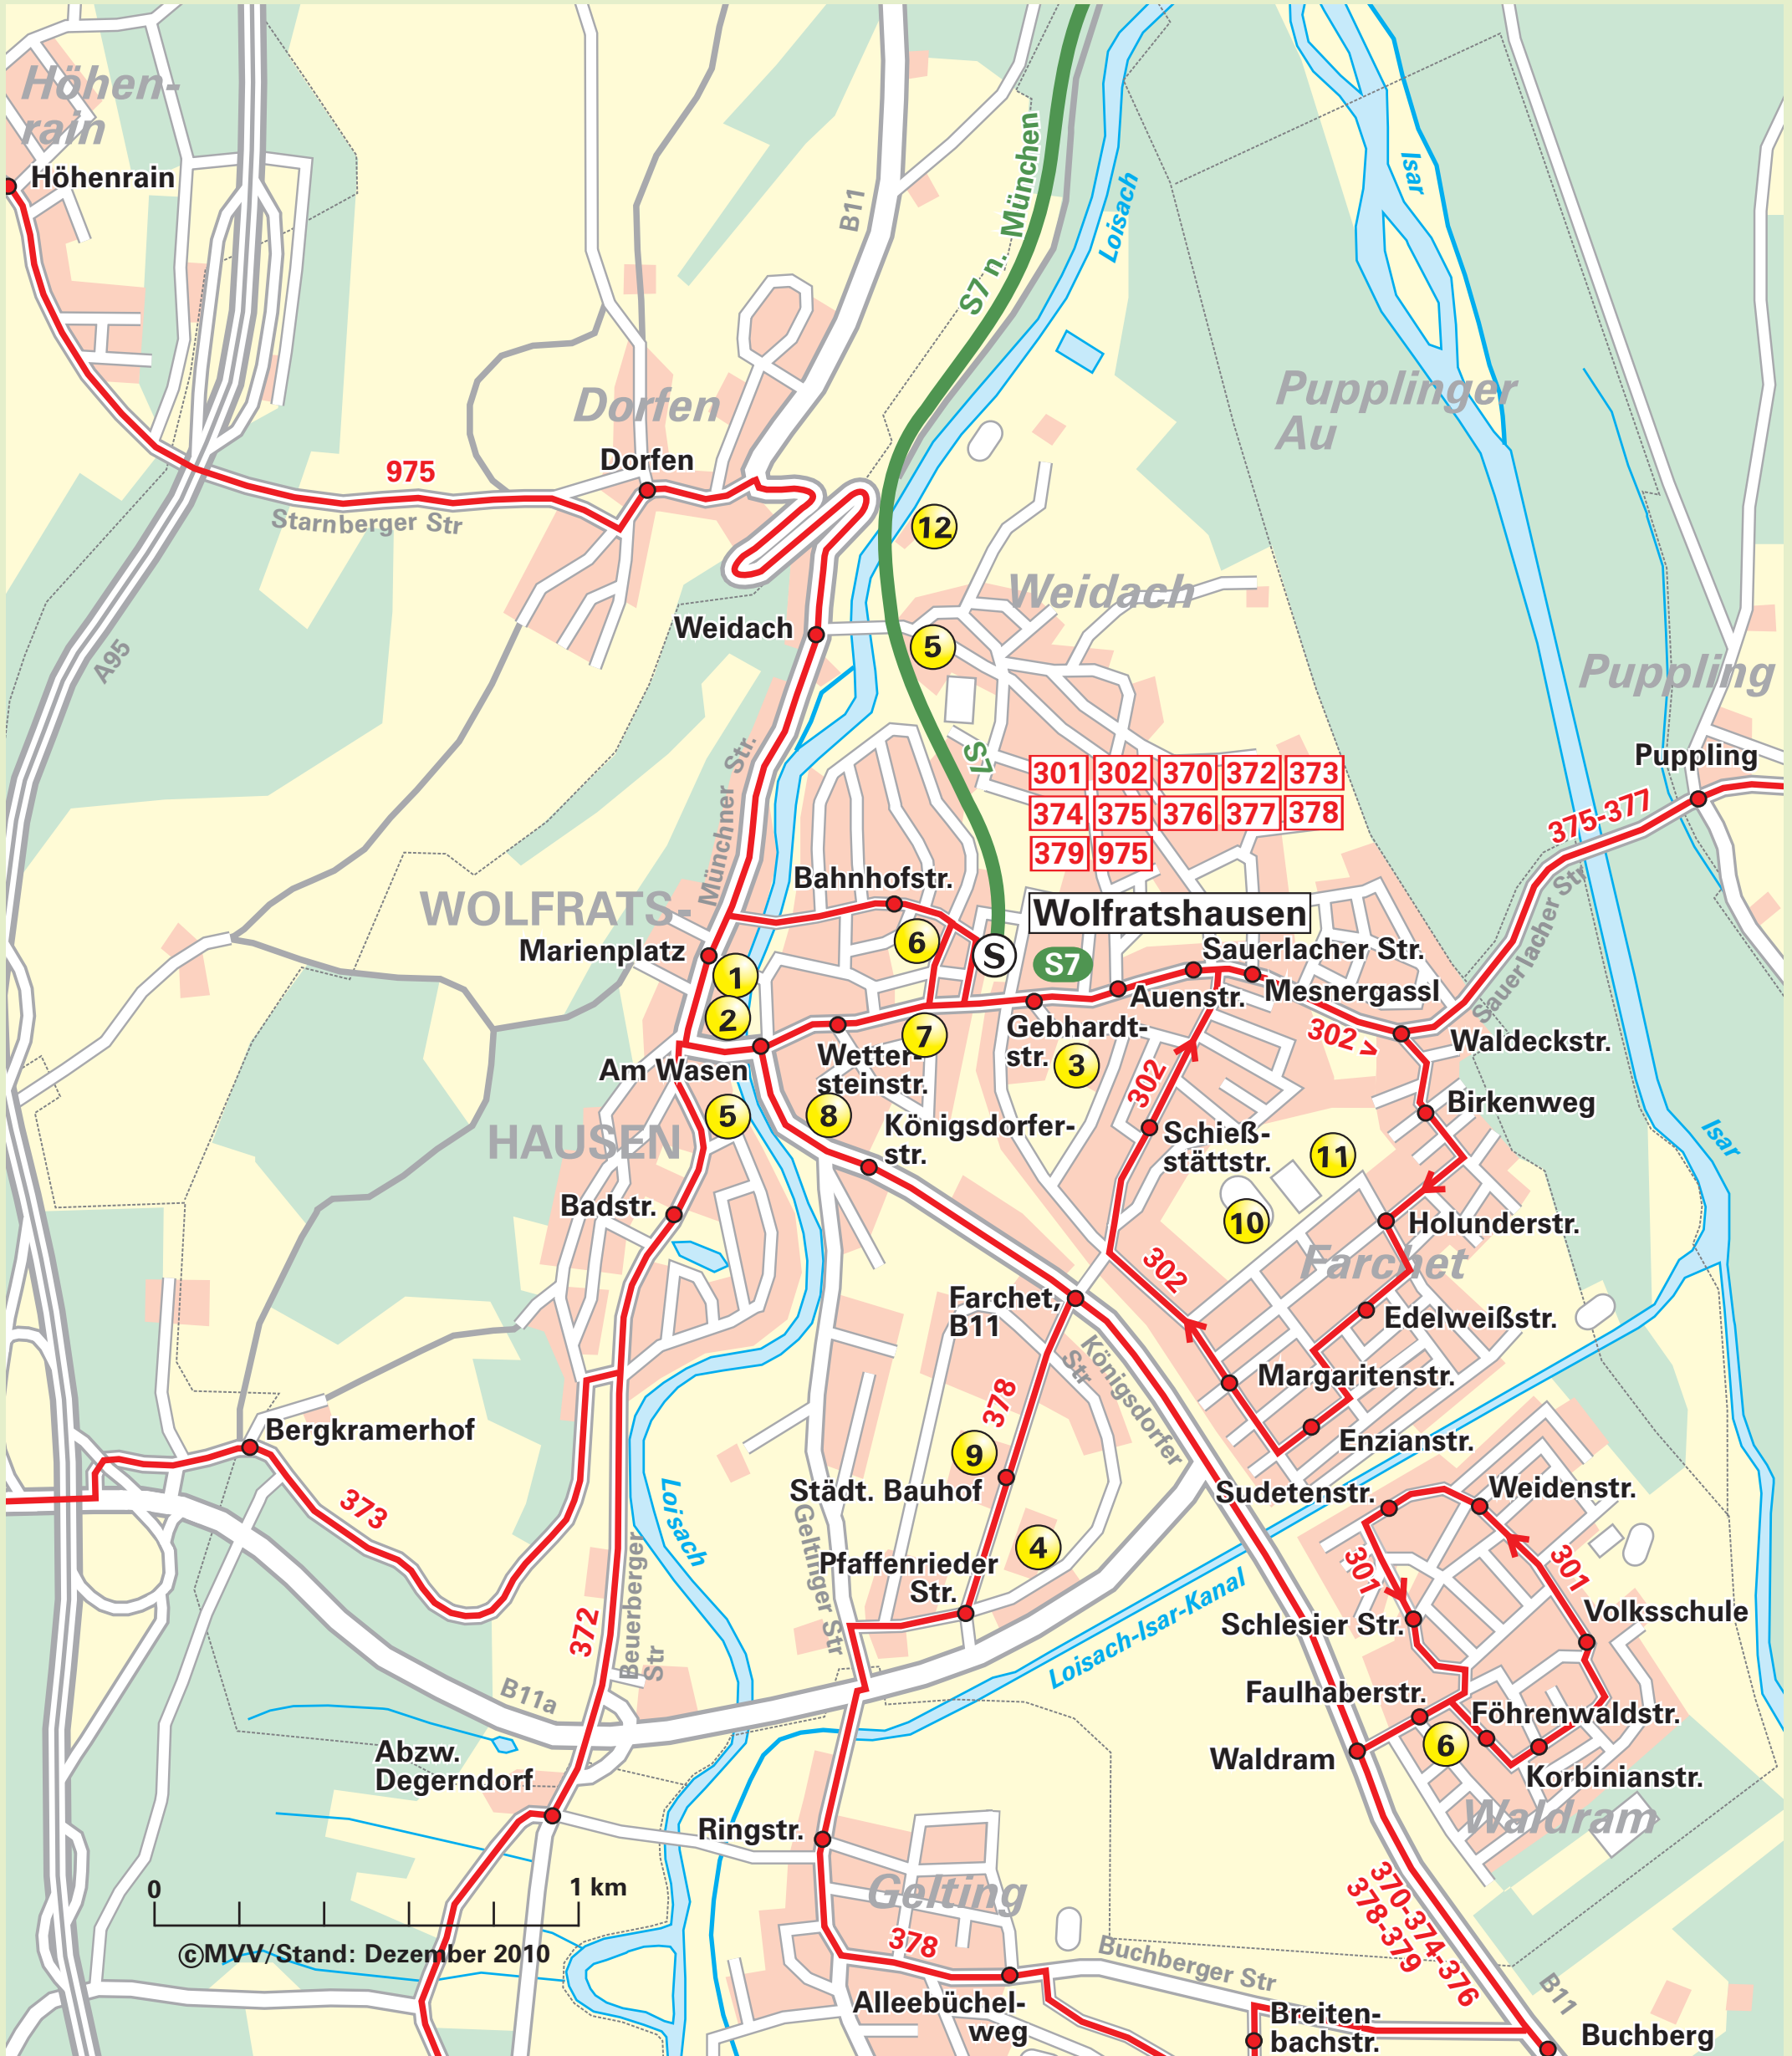 Höhen-
rain
Höhenrain
B11
S7 n. München
Loisach
Isar
Pupplinger
Au
Dorfen
Dorfen
975
Starnberger Str
12
Weidach
Weidach
5
A95
Puppling
Puppling
Münchner Str.
S7
301 302 370 372 373
374 375 376 377 378
379 975
375-377
Sauerlacher Str
Bahnhofstr.
WOLFRATS-
Wolfratshausen
Marienplatz
6
S
S7
Sauerlacher Str.
1
Auenstr.
Mesnergassl
2
7
Gebhardt-
str.
302 >
Waldeckstr.
Am Wasen
Wetter-
steinstr.
3
302
Birkenweg
5
8
HAUSEN
Königsdorfer-
str.
Schieß-
stättstr.
11
Isar
Badstr.
10
Holunderstr.
Farchet
302
Farchet,
B11
Edelweißstr.
Königsdorfer
Str
Margaritenstr.
378
Bergkramerhof
Enzianstr.
9
Städt. Bauhof
Sudetenstr.
Weidenstr.
373
Loisach
Geltinger Str
4
Pfaffenrieder
Str.
301
301
Loisach-Isar-Kanal
Schlesier Str.
Volksschule
372
Beuerberger
Str
B11a
Faulhaberstr.
Föhrenwaldstr.
6
Waldram
Korbinianstr.
Abzw.
Degerndorf
Waldram
Ringstr.
Gelting
0
1 km
370-374-376
378-379
©MVV/Stand: Dezember 2010
378
Buchberger Str
B11
Alleebüchel-
weg
Breiten-
bachstr.
Buchberg